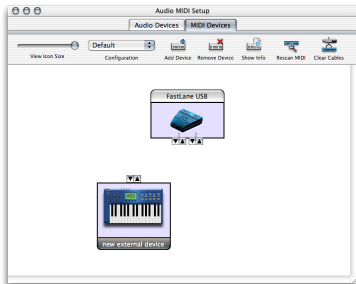 Audio MIDI Setup
Audio Devices MIDI Devices
Default
View Icon Size Configuration Add Device Remove Device Show Info Rescan MIDI Clear Cables
FastLane USB
new external device